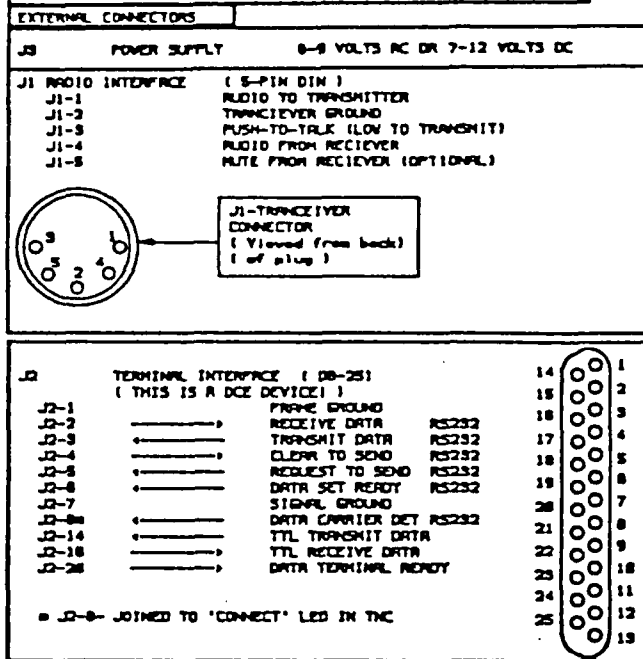 EXTERNAL CONNECTORS
J3 POWER SUPPLY VOLTS AC OR 7-12 VOLTS DC
J1 RADIO INTERFACE ( 5-PIN DIN )
J1-1 AUDIO TO TRANSMITTER
J1-2 TRANCIEVER GROUND
J1-3 PUSH-TO-TALK (LOW TO TRANSMIT)
J1-4 AUDIO FROM RECIEVER
J1-5 MUTE FROM RECIEVER (OPTIONAL)
J1-TRANCEIVER
CONNECTOR
( Viewed from back)
( of plug )
3 1
5 4
2
J2 TERMINAL INTERFACE ( DB-25)
( THIS IS A DCE DEVICE! )
J2-1 FRAME GROUND
J2-2 RECEIVE DATA RS232
J2-3 TRANSMIT DATA RS232
J2-4 CLEAR TO SEND RS232
J2-5 REQUEST TO SEND RS232
J2-6 DATA SET READY RS232
J2-7 SIGNAL GROUND
J2-8* DATA CARRIER DET RS232
J2-14 TTL TRANSMIT DATA
J2-16 TTL RECEIVE DATA
J2-20 DATA TERMINAL READY
* J2-8- JOINED TO "CONNECT" LED IN TNC
14
15
16
17
18
19
20
21
22
23
24
25
1
2
3
4
5
6
7
8
9
10
11
12
13